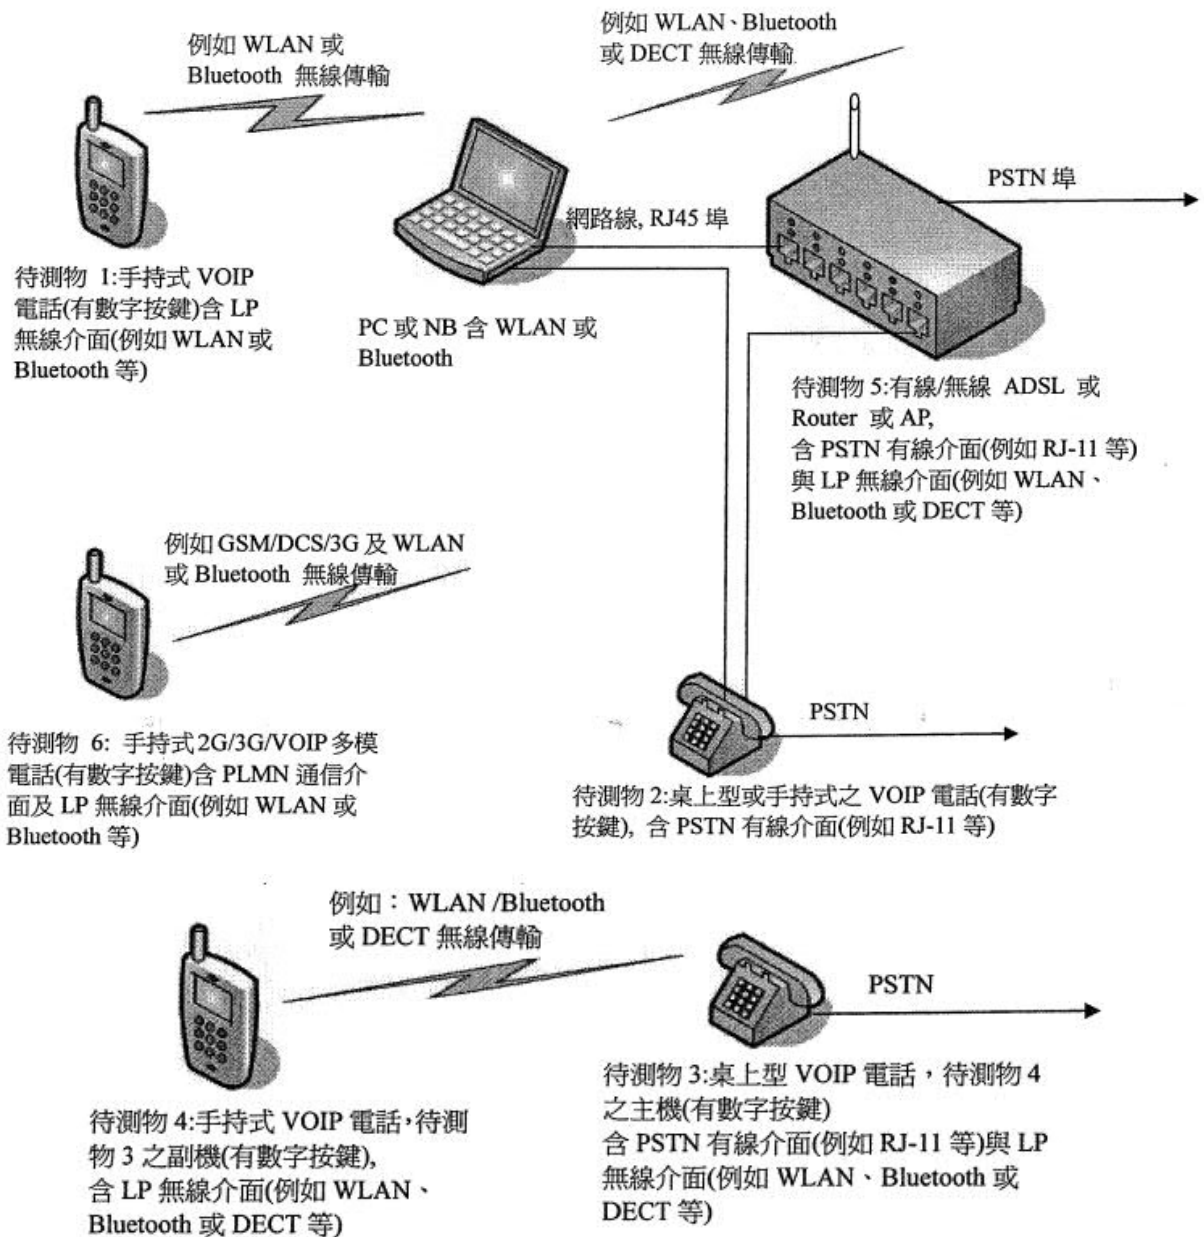 例如 WLAN 或
Bluetooth 無線傳輸
例如 WLAN、Bluetooth
或 DECT 無線傳輸
PSTN 埠
網路線, RJ45 埠
待測物 1:手持式 VOIP
電話(有數字按鍵)含 LP
無線介面(例如 WLAN 或
Bluetooth 等)
PC 或 NB 含 WLAN 或
Bluetooth
待測物 5:有線/無線 ADSL 或
Router 或 AP,
含 PSTN 有線介面(例如 RJ-11 等)
與 LP 無線介面(例如 WLAN、
Bluetooth 或 DECT 等)
例如 GSM/DCS/3G 及 WLAN
或 Bluetooth 無線傳輸
待測物 6: 手持式 2G/3G/VOIP 多模
電話(有數字按鍵)含 PLMN 通信介
面及 LP 無線介面(例如 WLAN 或
Bluetooth 等)
PSTN
待測物 2:桌上型或手持式之 VOIP 電話(有數字
按鍵), 含 PSTN 有線介面(例如 RJ-11 等)
例如：WLAN /Bluetooth
或 DECT 無線傳輸
PSTN
待測物 4:手持式 VOIP 電話，待測
物 3 之副機(有數字按鍵),
含 LP 無線介面(例如 WLAN、
Bluetooth 或 DECT 等)
待測物 3:桌上型 VOIP 電話，待測物 4
之主機(有數字按鍵)
含 PSTN 有線介面(例如 RJ-11 等)與 LP
無線介面(例如 WLAN、Bluetooth 或
DECT 等)